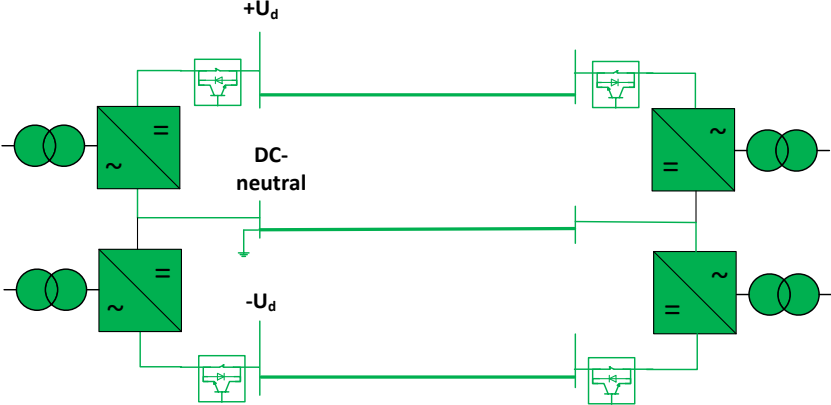 +Ud
=
~
~
=
DC-
neutral
=
~
~
=
-Ud